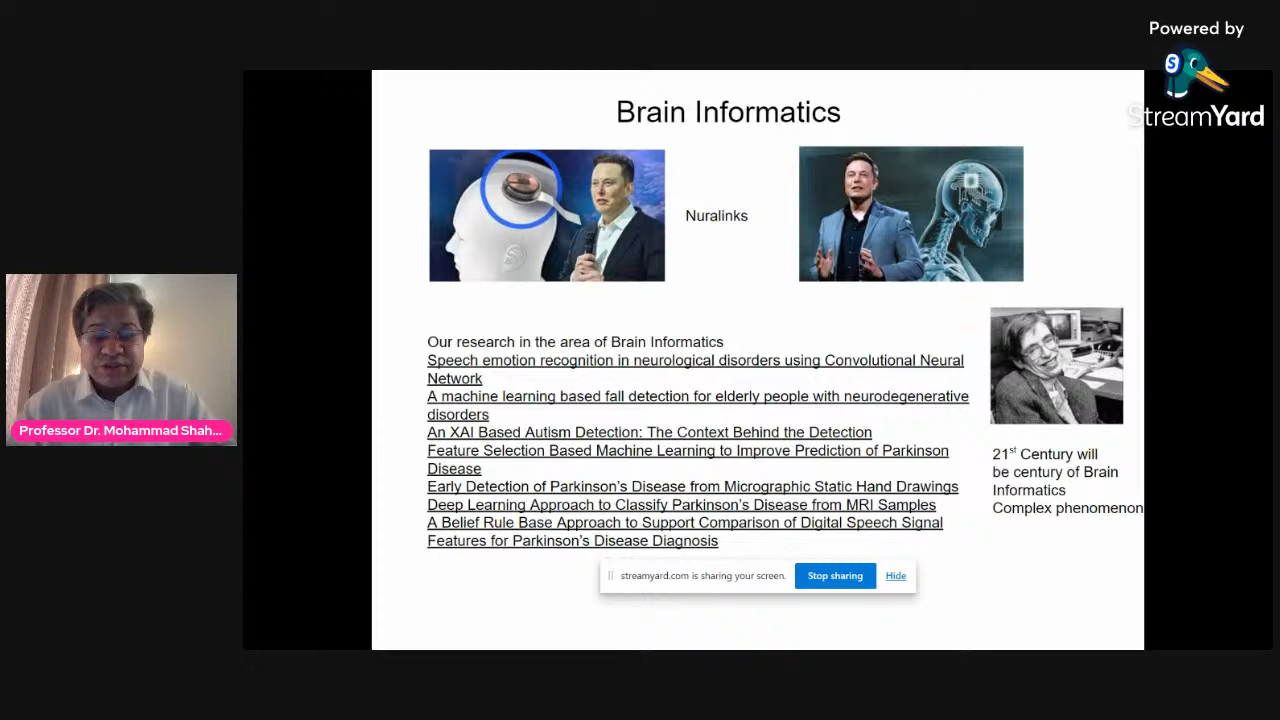 Powered by
S
StreamYard
Brain Informatics
Nuralinks
Our research in the area of Brain Informatics
Speech emotion recognition in neurological disorders using Convolutional Neural
Network
A machine learning based fall detection for elderly people with neurodegenerative
disorders
An XAI Based Autism Detection: The Context Behind the Detection
Feature Selection Based Machine Learning to Improve Prediction of Parkinson
Disease
Early Detection of Parkinson's Disease from Micrographic Static Hand Drawings
Deep Learning Approach to Classify Parkinson's Disease from MRI Samples
A Belief Rule Base Approach to Support Comparison of Digital Speech Signal
Features for Parkinson's Disease Diagnosis
21st Century will
be century of Brain
Informatics
Complex phenomenon
Professor Dr. Mohammad Shah...
streamyard.com is sharing your screen.
Stop sharing
Hide